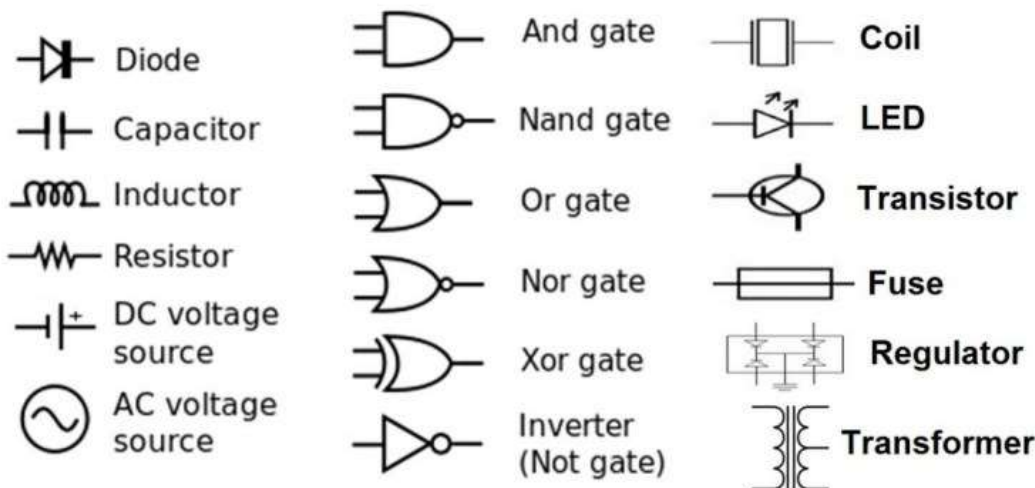 Diode
Capacitor
Inductor
Resistor
+
DC voltage
source
AC voltage
source
And gate
Nand gate
Or gate
Nor gate
Xor gate
Inverter
(Not gate)
Coil
LED
Transistor
Fuse
Regulator
Transformer